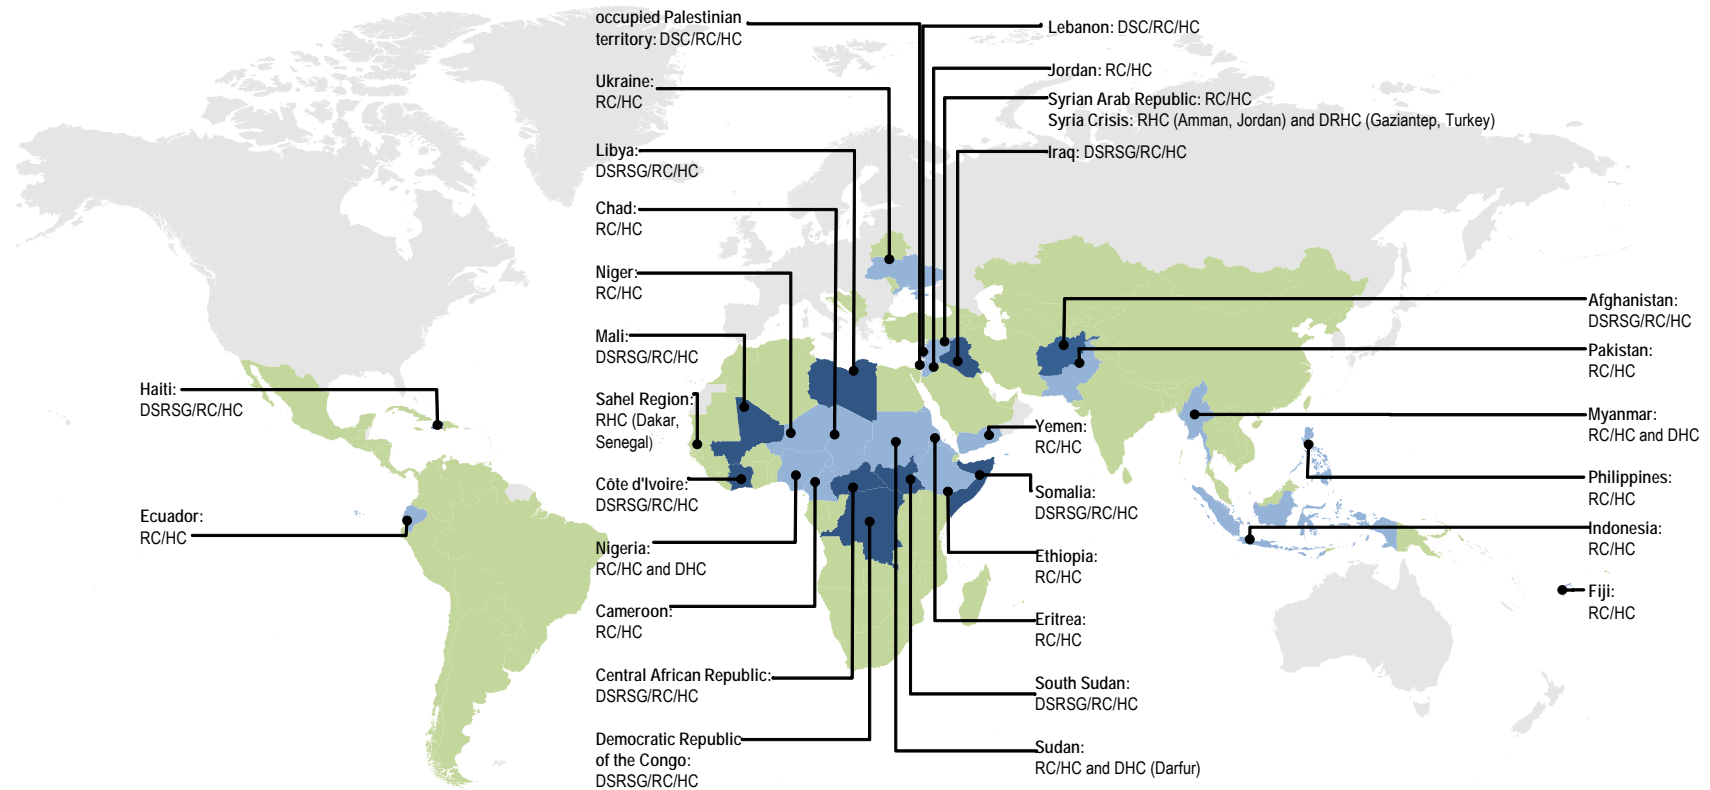 occupied Palestinian
territory: DSC/RC/HC
Ukraine:
RC/HC
Libya:
DSRSG/RC/HC
Chad:
RC/HC
Niger:
RC/HC
Mali:
DSRSG/RC/HC
Sahel Region:
RHC (Dakar,
Senegal)
Côte d'Ivoire:
DSRSG/RC/HC
Nigeria:
RC/HC and DHC
Cameroon:
RC/HC
Central African Republic:
DSRSG/RC/HC
Democratic Republic
of the Congo:
DSRSG/RC/HC
Haiti:
DSRSG/RC/HC
Ecuador:
RC/HC
Lebanon: DSC/RC/HC
Jordan: RC/HC
Syrian Arab Republic: RC/HC
Syria Crisis: RHC (Amman, Jordan) and DRHC (Gaziantep, Turkey)
Iraq: DSRSG/RC/HC
Yemen:
RC/HC
Somalia:
DSRSG/RC/HC
Ethiopia:
RC/HC
Eritrea:
RC/HC
South Sudan:
DSRSG/RC/HC
Sudan:
RC/HC and DHC (Darfur)
Afghanistan:
DSRSG/RC/HC
Pakistan:
RC/HC
Myanmar:
RC/HC and DHC
Philippines:
RC/HC
Indonesia:
RC/HC
Fiji:
RC/HC